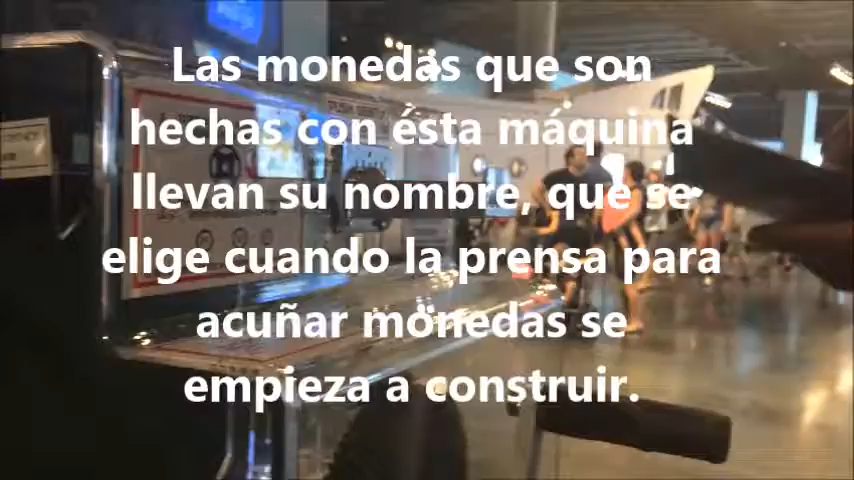 Las monedas que son
hechas con ésta máquina
llevan su nombre, que se
elige cuando la prensa para
acuñar monedas se
empieza a construir.